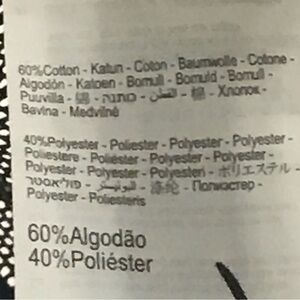 60%Cotton - Katun - Coton - Baumwolle - Cotone -
Algodón - Katoen - Bomull - Bomuld - Bomull -
Puuvilla - 綿 - כותנה - القطن - 棉 - Хлопок -
Bavlna - Medvilnė
40%Polyester - Poliester - Polyester - Polyester -
Poliestere - Poliéster - Polyester - Polyester -
Polyester - Polyester - Polyesteri - ポリエステル -
פוליאסטר - البوليستر - 涤纶 - Полиэстер -
Polyester - Poliesteris
60%Algodão
40%Poliéster